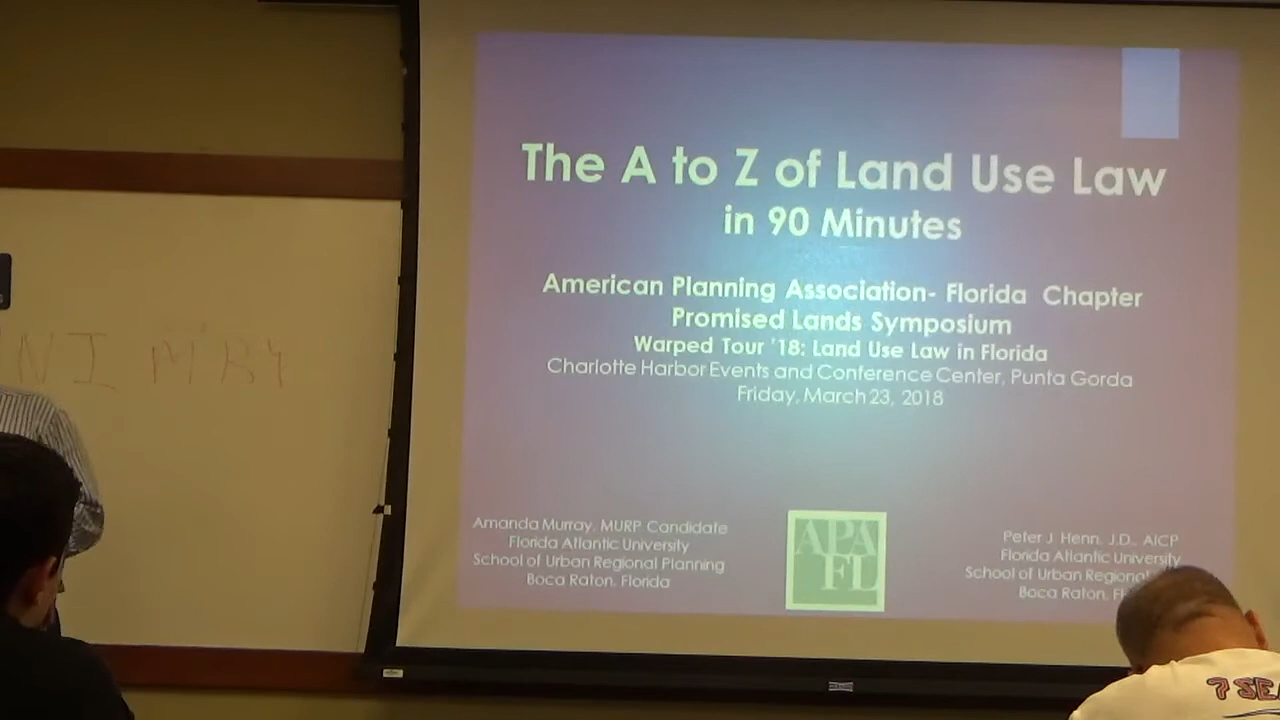 The A to Z of Land Use Law
in 90 Minutes
American Planning Association- Florida Chapter
Promised Lands Symposium
Warped Tour '18: Land Use Law in Florida
Charlotte Harbor Events and Conference Center, Punta Gorda
Friday, March 23, 2018
Amanda Murray, MURP Candidate
Florida Atlantic University
School of Urban Regional Planning
Boca Raton, Florida
APA
FL
Peter J. Henn, J.D., AICP
Florida Atlantic University
School of Urban Regional
Boca Raton,
NI
7 SEA